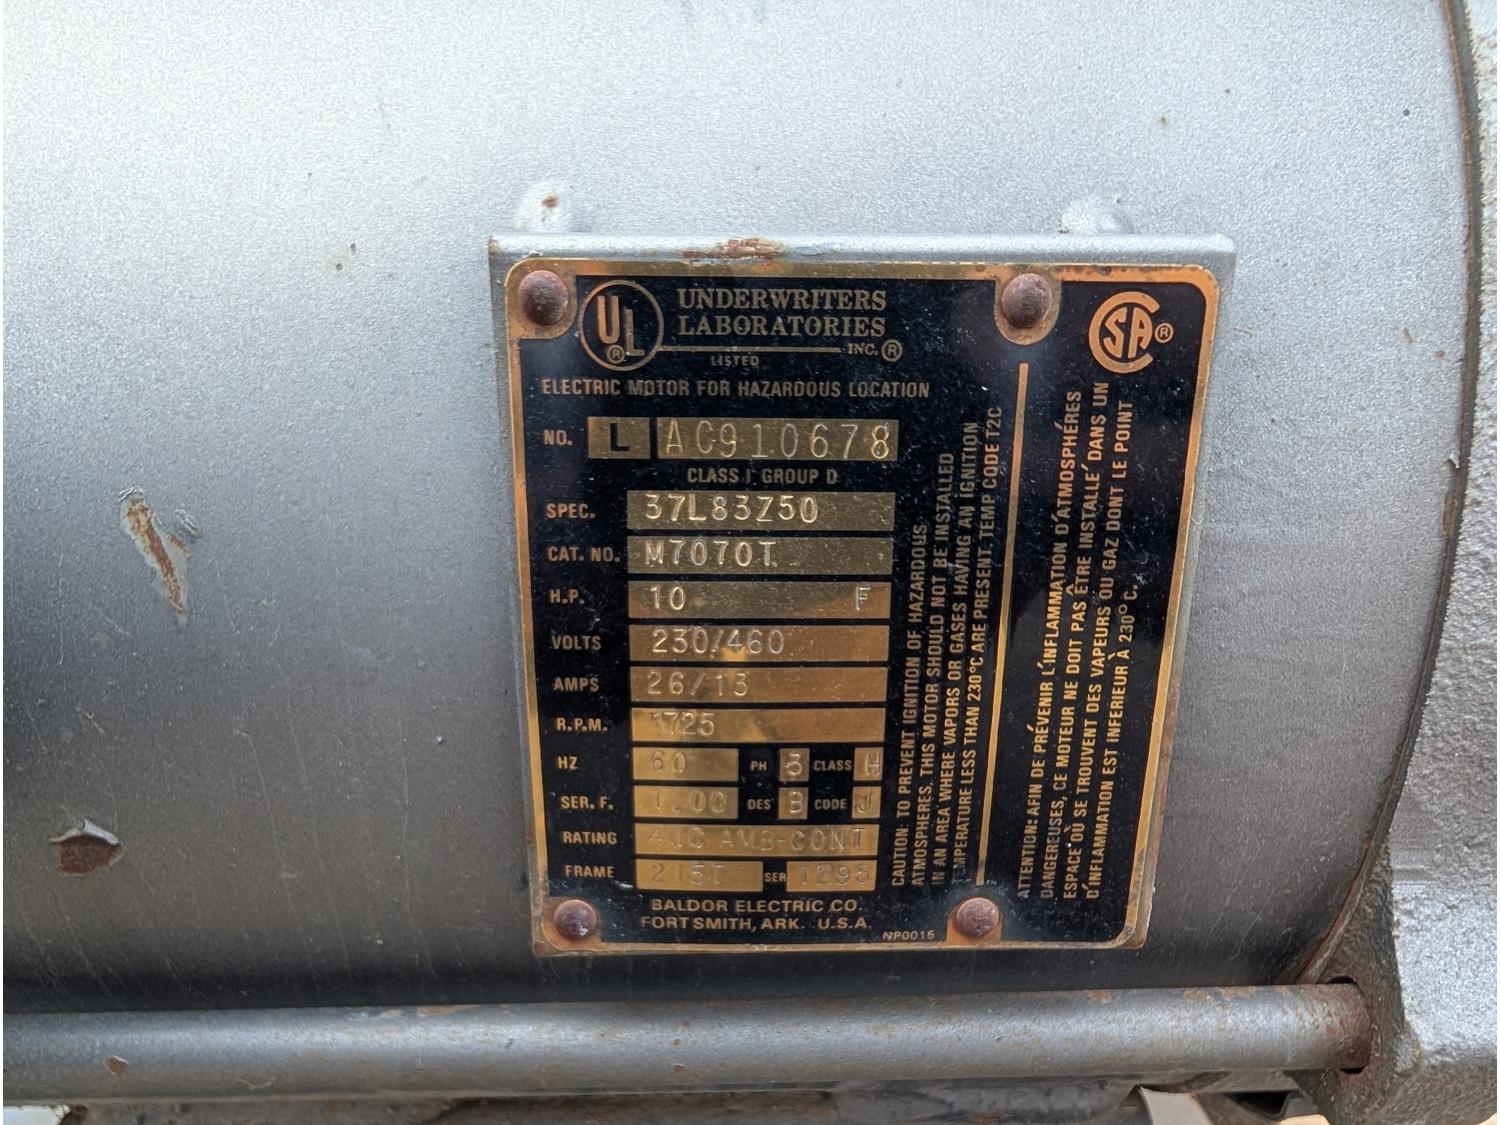 UL ®
UNDERWRITERS
LABORATORIES
INC. ®
LISTED
ELECTRIC MOTOR FOR HAZARDOUS LOCATION
NO. L AC910678
CLASS I GROUP D
SPEC. 37L83Z50
CAT. NO. M7070T
H.P. 10 F
VOLTS 230/460
AMPS 26/13
R.P.M. 1725
HZ 60 PH 3 CLASS H
SER. F. 1.00 DES B CODE J
RATING 40C AMB-CONT
FRAME 215T SER
BALDOR ELECTRIC CO.
FORT SMITH, ARK. U.S.A.
NP0015
CAUTION: TO PREVENT IGNITION OF HAZARDOUS
ATMOSPHERES, THIS MOTOR SHOULD NOT BE INSTALLED
IN AN AREA WHERE VAPORS OR GASES HAVING AN IGNITION
TEMPERATURE LESS THAN 230°C ARE PRESENT. TEMP CODE T2C
CSA ®
ATTENTION: AFIN DE PRÉVENIR L'INFLAMMATION D'ATMOSPHÉRES
DANGEREUSES, CE MOTEUR NE DOIT PAS ÊTRE INSTALLÉ DANS UN
ESPACE OÙ SE TROUVENT DES VAPEURS OU GAZ DONT LE POINT
D'INFLAMMATION EST INFERIEUR À 230° C.